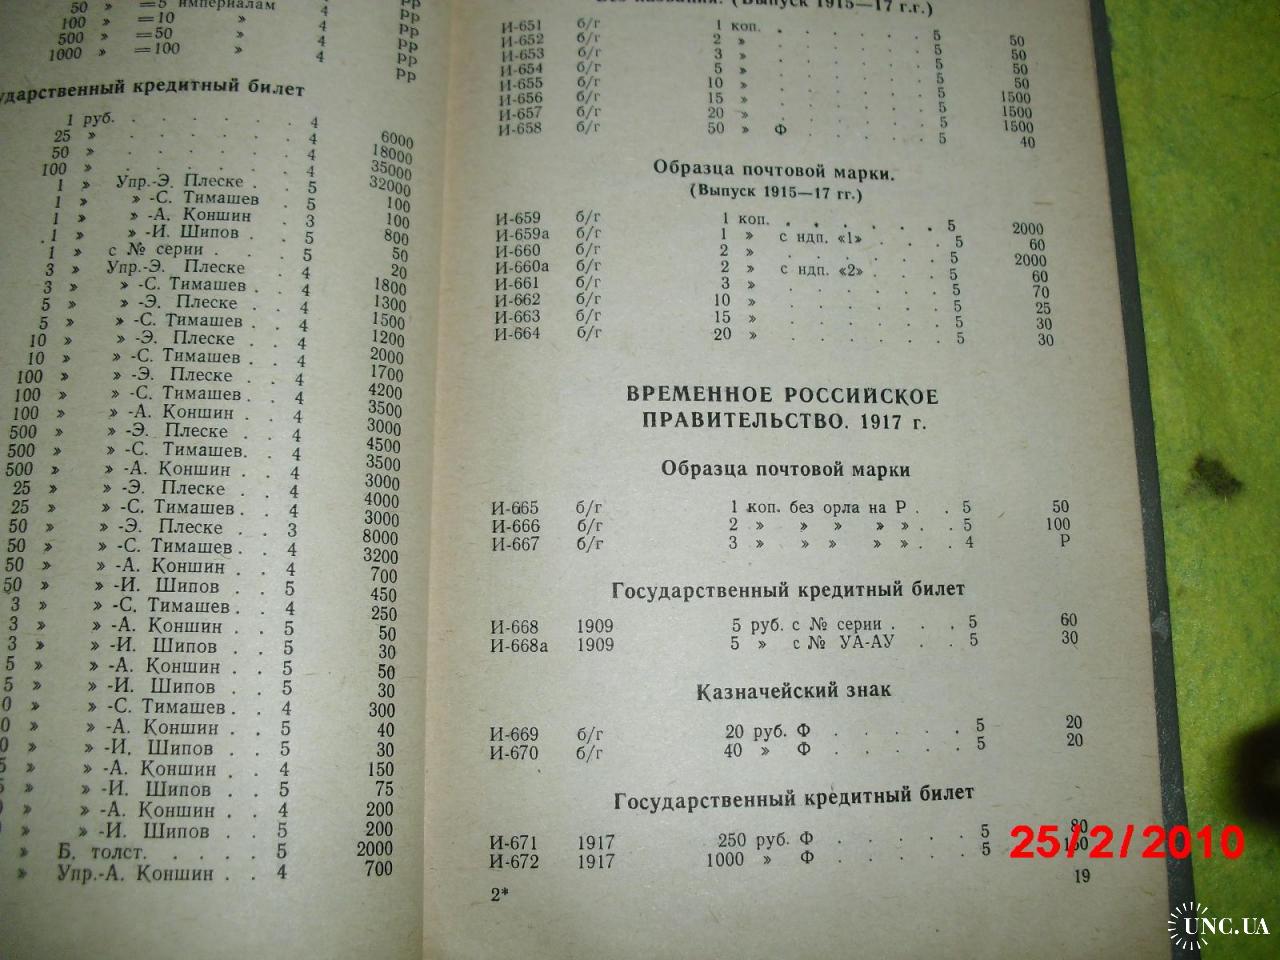 50 » =5 империалам 4 Рр
100 » =10 » 4 Рр
500 » =50 » 4 Рр
1000 » =100 » 4 Рр
ударственный кредитный билет
1 руб. . . . . . . 4 6000
25 » . . . . . . 4 18000
50 » . . . . . . 4 35000
100 » . . . . . . 4 32000
1 » Упр.-Э. Плеске . 5 100
1 » » -С. Тимашев . 5 100
1 » » -А. Коншин 3 800
1 » » -И. Шипов . 5 50
1 » с № серии . . 5 20
3 » Упр.-Э. Плеске 4 1800
3 » » -С. Тимашев . 4 1300
5 » » -Э. Плеске . 4 1500
5 » » -С. Тимашев . 4 1200
10 » » -Э. Плеске . 4 2000
10 » » -С. Тимашев . 4 1700
100 » » -Э. Плеске . 4 4200
100 » » -С. Тимашев . 4 3500
100 » » -А. Коншин . 4 3000
500 » » -Э. Плеске . 4 4500
500 » » -С. Тимашев. 4 3500
500 » » -А. Коншин . 4 3000
25 » » -Э. Плеске . 4 4000
25 » » -С. Тимашев . 4 3000
50 » » -Э. Плеске . 3 8000
50 » » -С. Тимашев . 4 3200
50 » » -А. Коншин . . 4 700
50 » » -И. Шипов . . 5 450
3 » » -С. Тимашев . 4 250
3 » » -А. Коншин . . 5 50
3 » » -И. Шипов . . 5 30
5 » » -А. Коншин . . 5 50
5 » » -И. Шипов . . 5 30
0 » » -С. Тимашев . . 4 300
0 » » -А. Коншин . . 5 40
0 » » -И. Шипов . . 5 30
5 » » -А. Коншин . . 4 150
» » -И. Шипов . . 5 75
» » -А. Коншин . . 4 200
» » -И. Шипов . . 5 200
» Б. толст. . . . . 5 2000
» Упр.-А. Коншин . . 4 700
(Выпуск 1915—17 г.г.)
И-651 б/г 1 коп. . . . . . . 5 50
И-652 б/г 2 » . . . . . . 5 50
И-653 б/г 3 » . . . . . . 5 50
И-654 б/г 5 » . . . . . . 5 50
И-655 б/г 10 » . . . . . . 5 1500
И-656 б/г 15 » . . . . . . 5 1500
И-657 б/г 20 » . . . . . . 5 1500
И-658 б/г 50 » Ф . . . . . 5 40
Образца почтовой марки.
(Выпуск 1915—17 гг.)
И-659 б/г 1 коп. . . . . . . 5 2000
И-659а б/г 1 » с ндп. «1» . . . 5 60
И-660 б/г 2 » . . . . . . 5 2000
И-660а б/г 2 » с ндп. «2» . . . 5 60
И-661 б/г 3 » . . . . . . 5 70
И-662 б/г 10 » . . . . . . 5 25
И-663 б/г 15 » . . . . . . 5 30
И-664 б/г 20 » . . . . . . 5 30
ВРЕМЕННОЕ РОССИЙСКОЕ
ПРАВИТЕЛЬСТВО. 1917 г.
Образца почтовой марки
И-665 б/г 1 коп. без орла на Р . . 5 50
И-666 б/г 2 » » » » » . . 5 100
И-667 б/г 3 » » » » » . . 4 Р
Государственный кредитный билет
И-668 1909 5 руб. с № серии . . . 5 60
И-668а 1909 5 » с № УА-АУ . . 5 30
Казначейский знак
И-669 б/г 20 руб. Ф . . . . . 5 20
И-670 б/г 40 » Ф . . . . . 5 20
Государственный кредитный билет
И-671 1917 250 руб. Ф . . . . . 5 80
И-672 1917 1000 » Ф . . . . . 5 150
2* 19
25/2/2010
UNC.UA